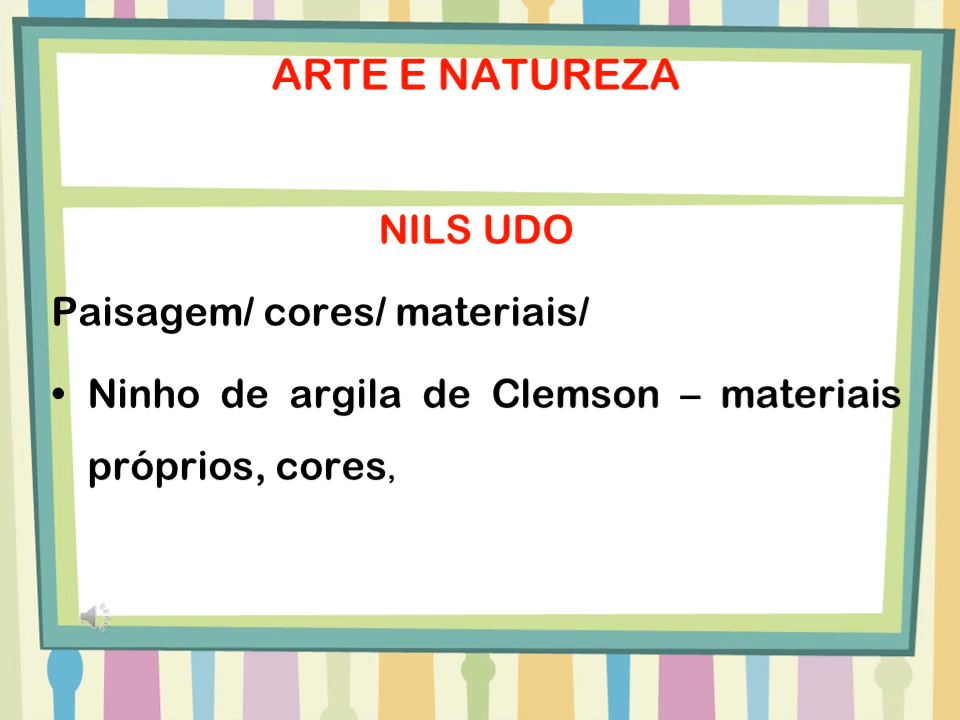 ARTE E NATUREZA
NILS UDO
Paisagem/ cores/ materiais/
• Ninho de argila de Clemson – materiais
próprios, cores,